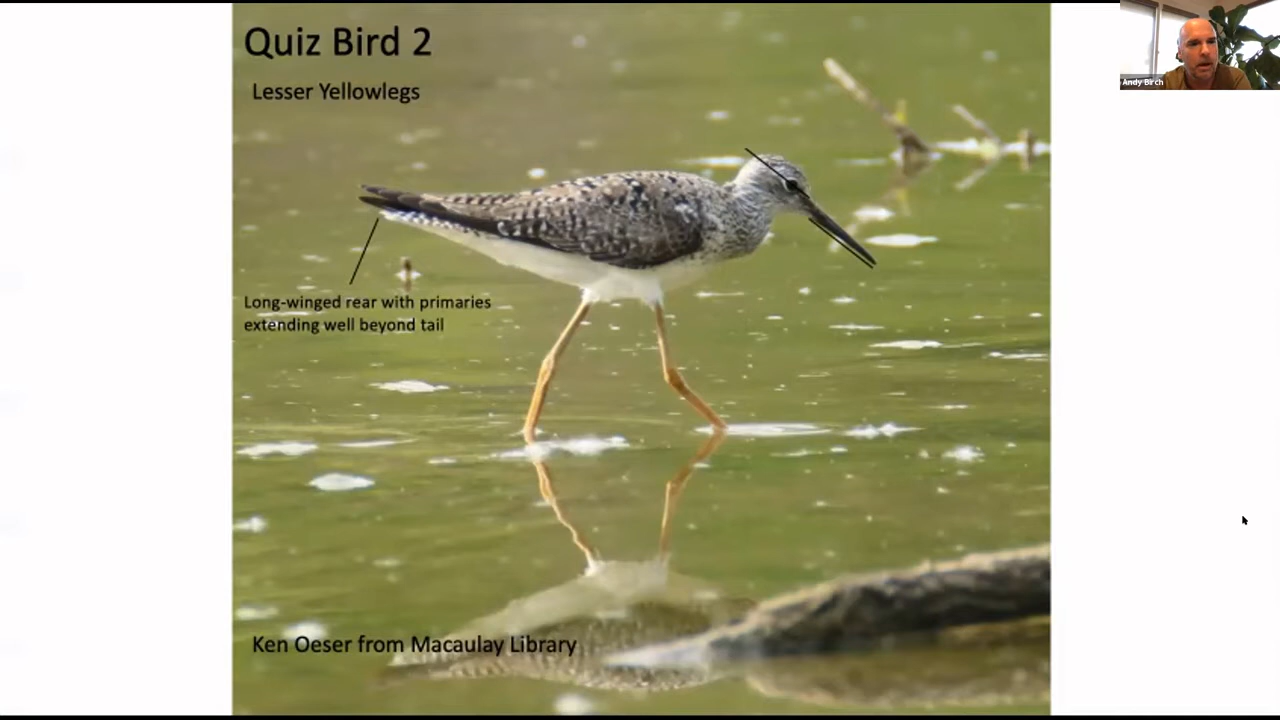 Quiz Bird 2
Lesser Yellowlegs
Andy Birch
Long-winged rear with primaries
extending well beyond tail
Ken Oeser from Macaulay Library